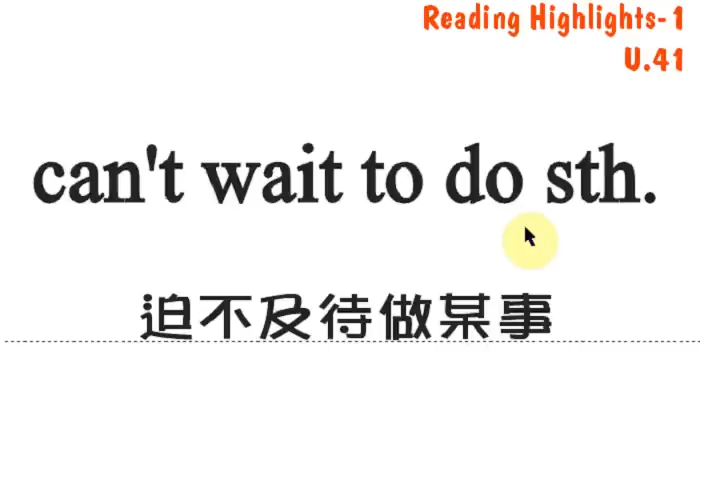 Reading Highlights-1
U.41
can't wait to do sth.
迫不及待做某事